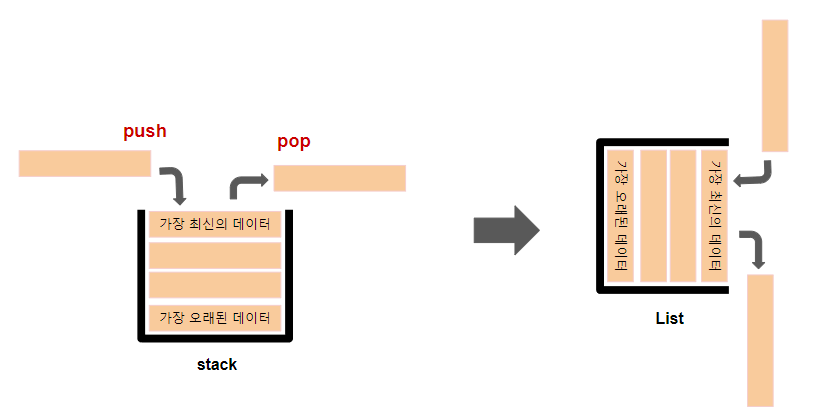 push
pop
가장 최신의 데이터
가장 오래된 데이터
stack
가장 오래된 데이터
가장 최신의 데이터
List